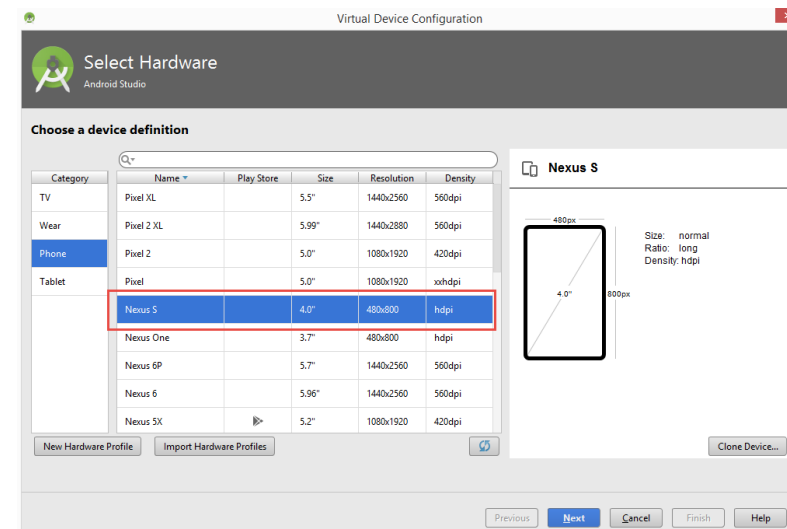 Virtual Device Configuration
x
Select Hardware
Android Studio
Choose a device definition
Category
TV
Wear
Phone
Tablet
Name Play Store Size Resolution Density
Pixel XL 5.5" 1440x2560 560dpi
Pixel 2 XL 5.99" 1440x2880 560dpi
Pixel 2 5.0" 1080x1920 420dpi
Pixel 5.0" 1080x1920 xxhdpi
Nexus S 4.0" 480x800 hdpi
Nexus One 3.7" 480x800 hdpi
Nexus 6P 5.7" 1440x2560 560dpi
Nexus 6 5.96" 1440x2560 560dpi
Nexus 5X 5.2" 1080x1920 420dpi
New Hardware Profile Import Hardware Profiles
Nexus S
480px
4.0"
800px
Size: normal
Ratio: long
Density: hdpi
Clone Device...
Previous Next Cancel Finish Help